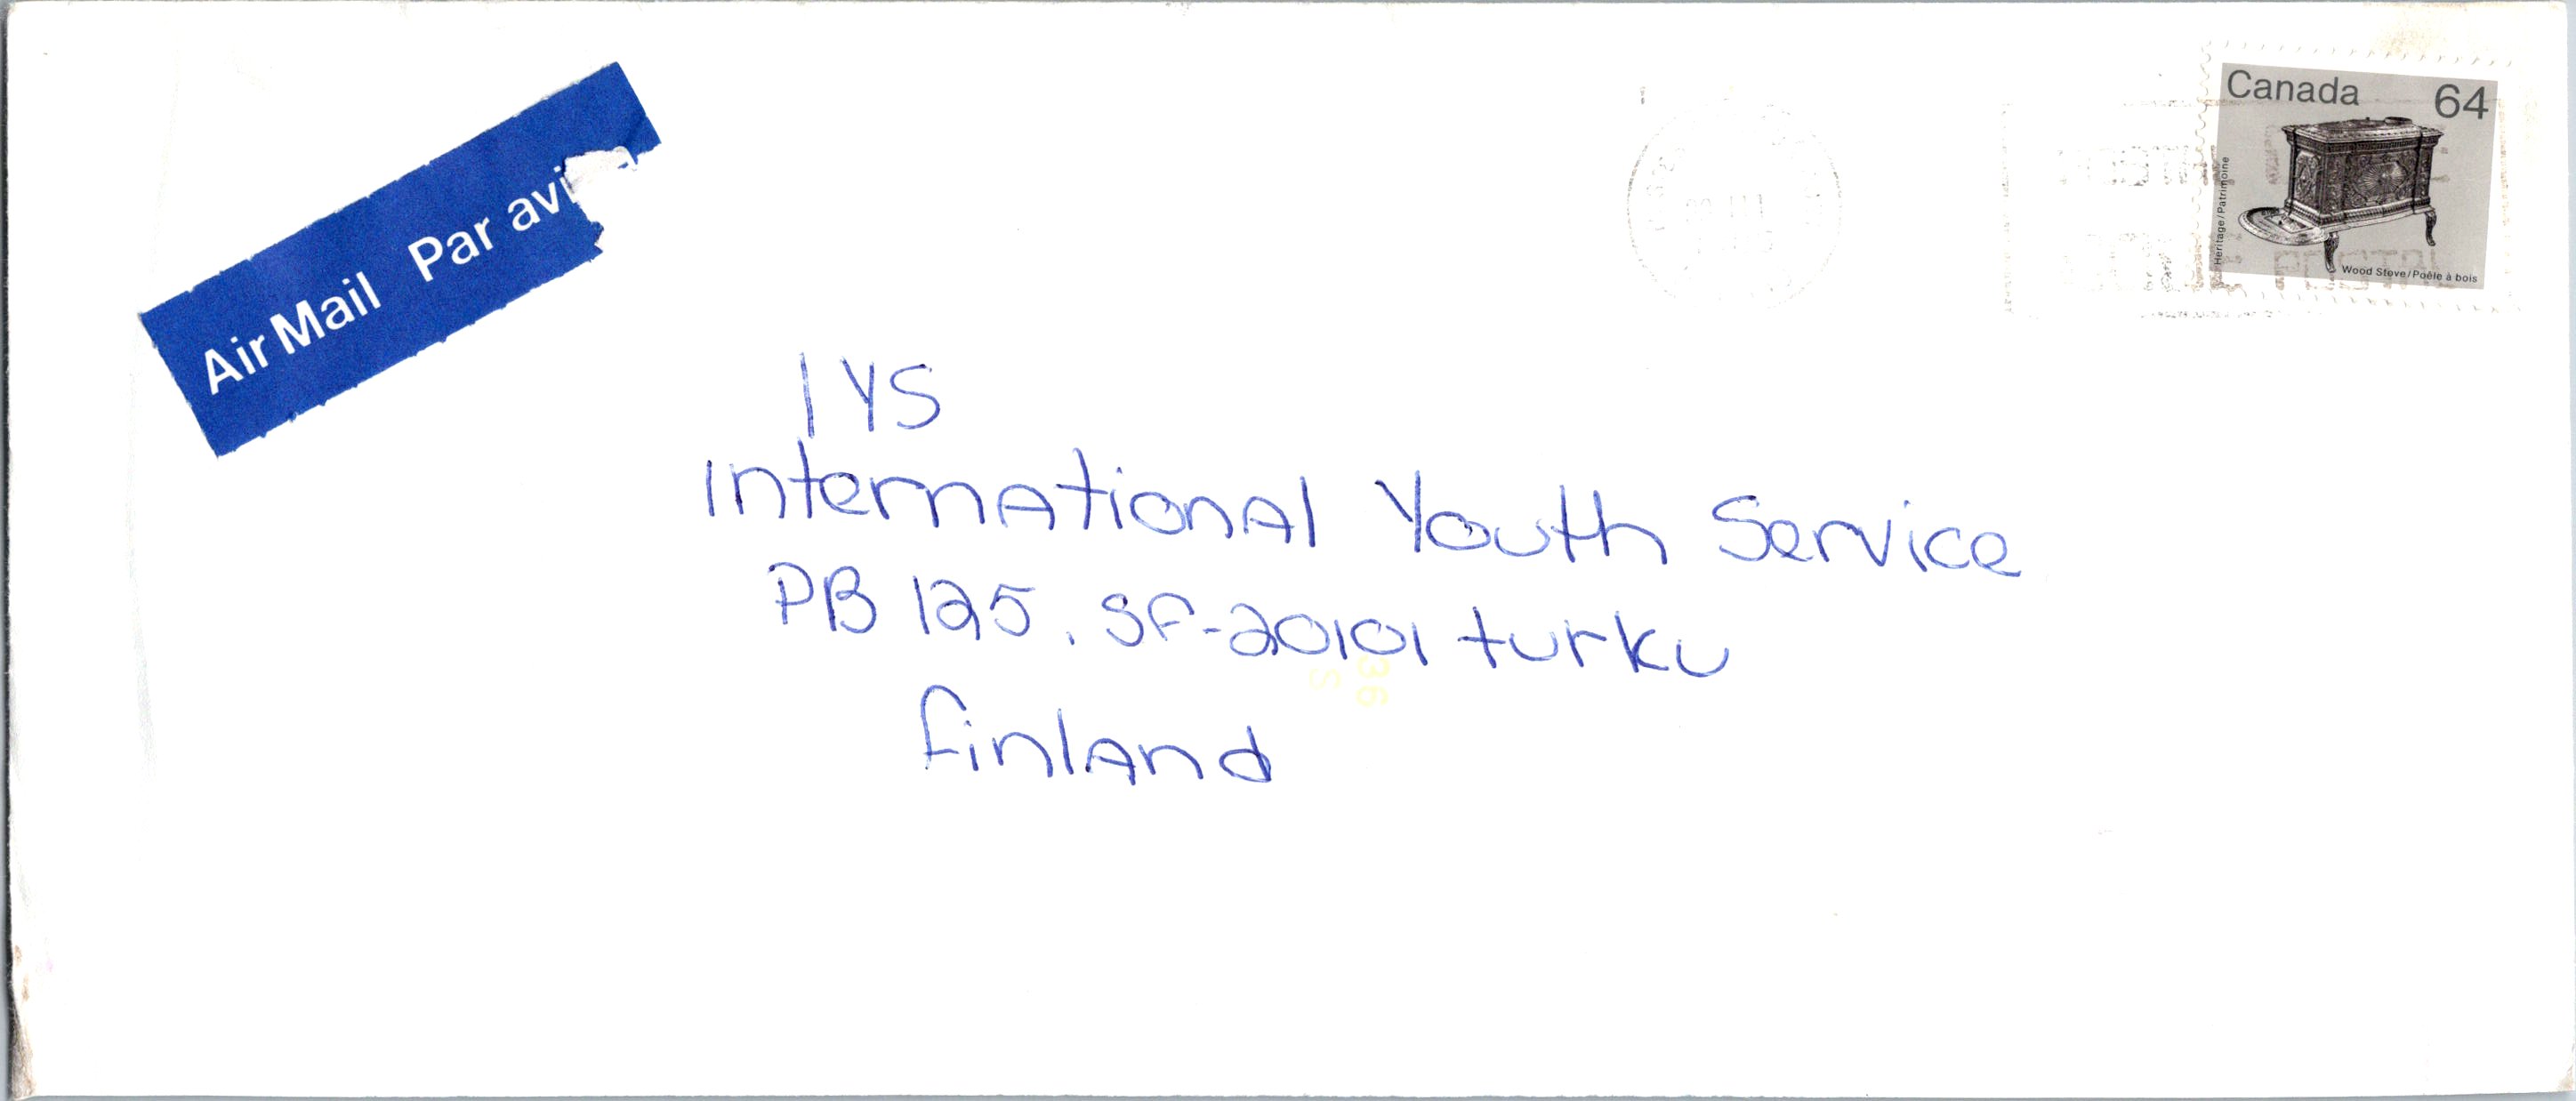 Air Mail Par avi
Canada 64
Heritage/Patrimoine
Wood Stove/Poêle à bois
IYS
International Youth Service
PB 125, SF-20101 turku
finland
36
S